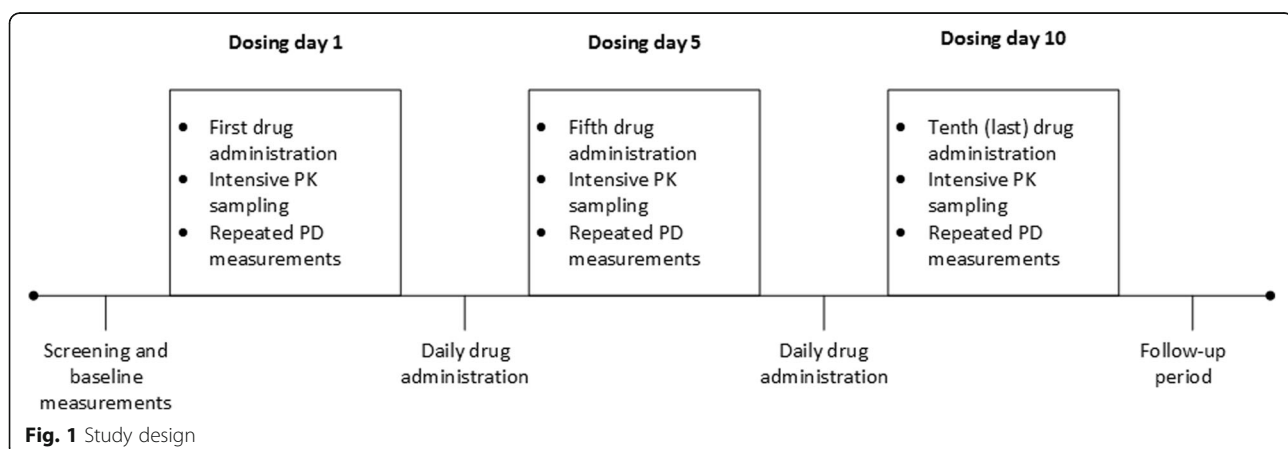 Dosing day 1
Dosing day 5
Dosing day 10
• First drug
administration
• Intensive PK
sampling
• Repeated PD
measurements
• Fifth drug
administration
• Intensive PK
sampling
• Repeated PD
measurements
• Tenth (last) drug
administration
• Intensive PK
sampling
• Repeated PD
measurements
Screening and
baseline
measurements
Daily drug
administration
Daily drug
administration
Follow-up
period
Fig. 1 Study design